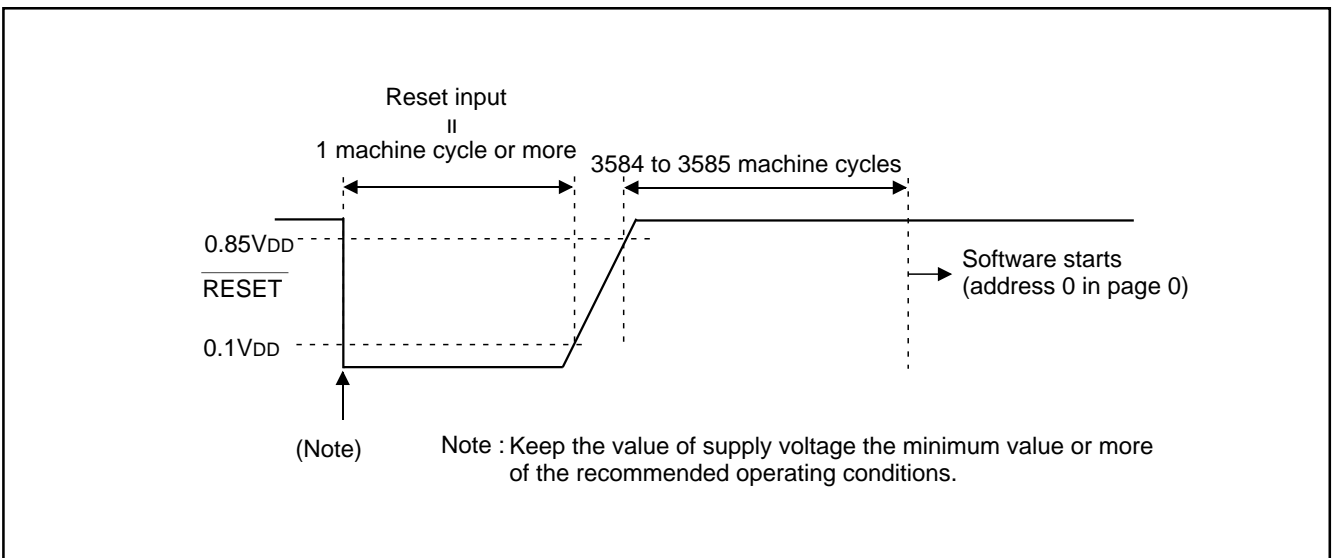 Reset input
=
1 machine cycle or more
3584 to 3585 machine cycles
0.85VDD
RESET
0.1VDD
Software starts
(address 0 in page 0)
(Note)
Note : Keep the value of supply voltage the minimum value or more
of the recommended operating conditions.